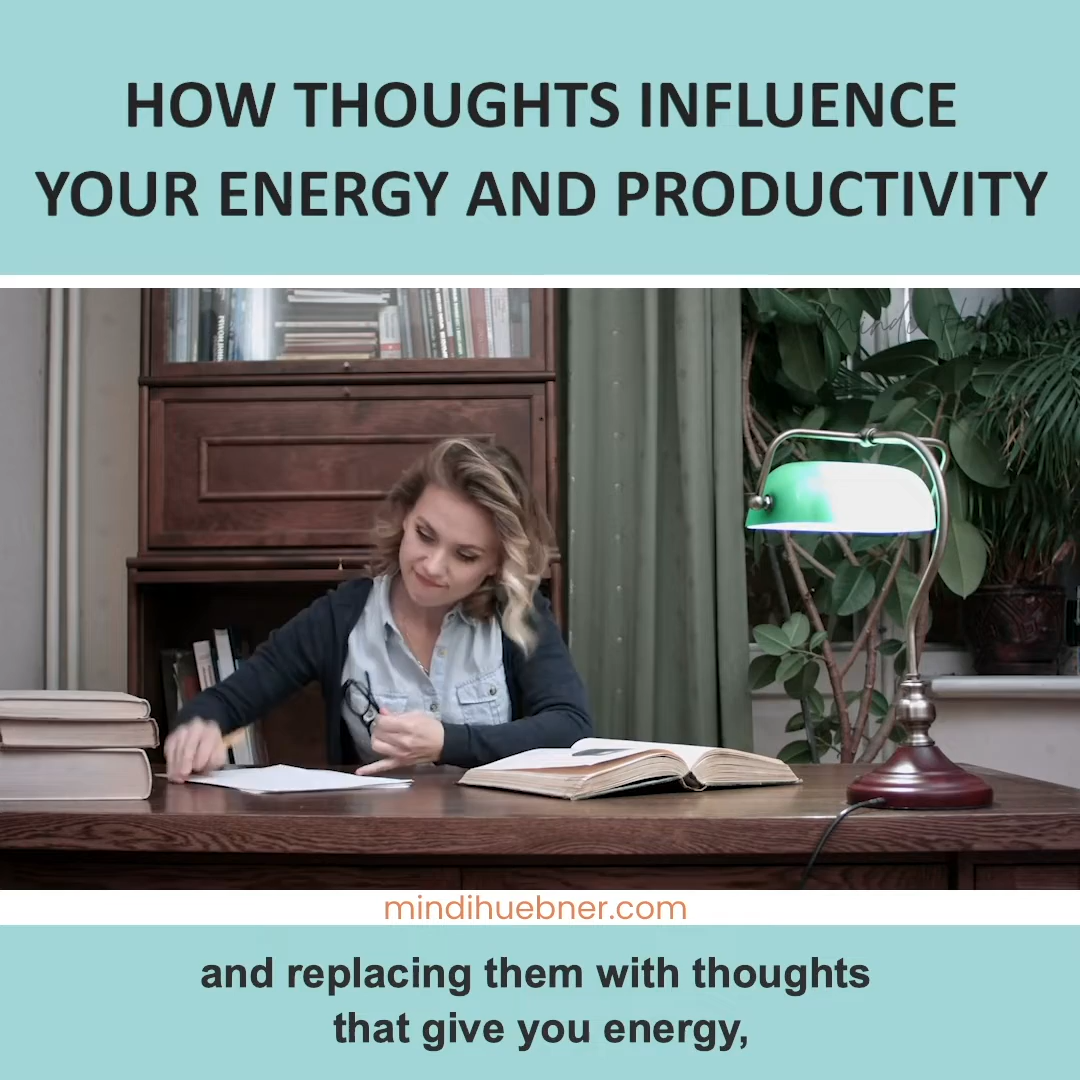 HOW THOUGHTS INFLUENCE
YOUR ENERGY AND PRODUCTIVITY
mindihuebner.com
and replacing them with thoughts
that give you energy,